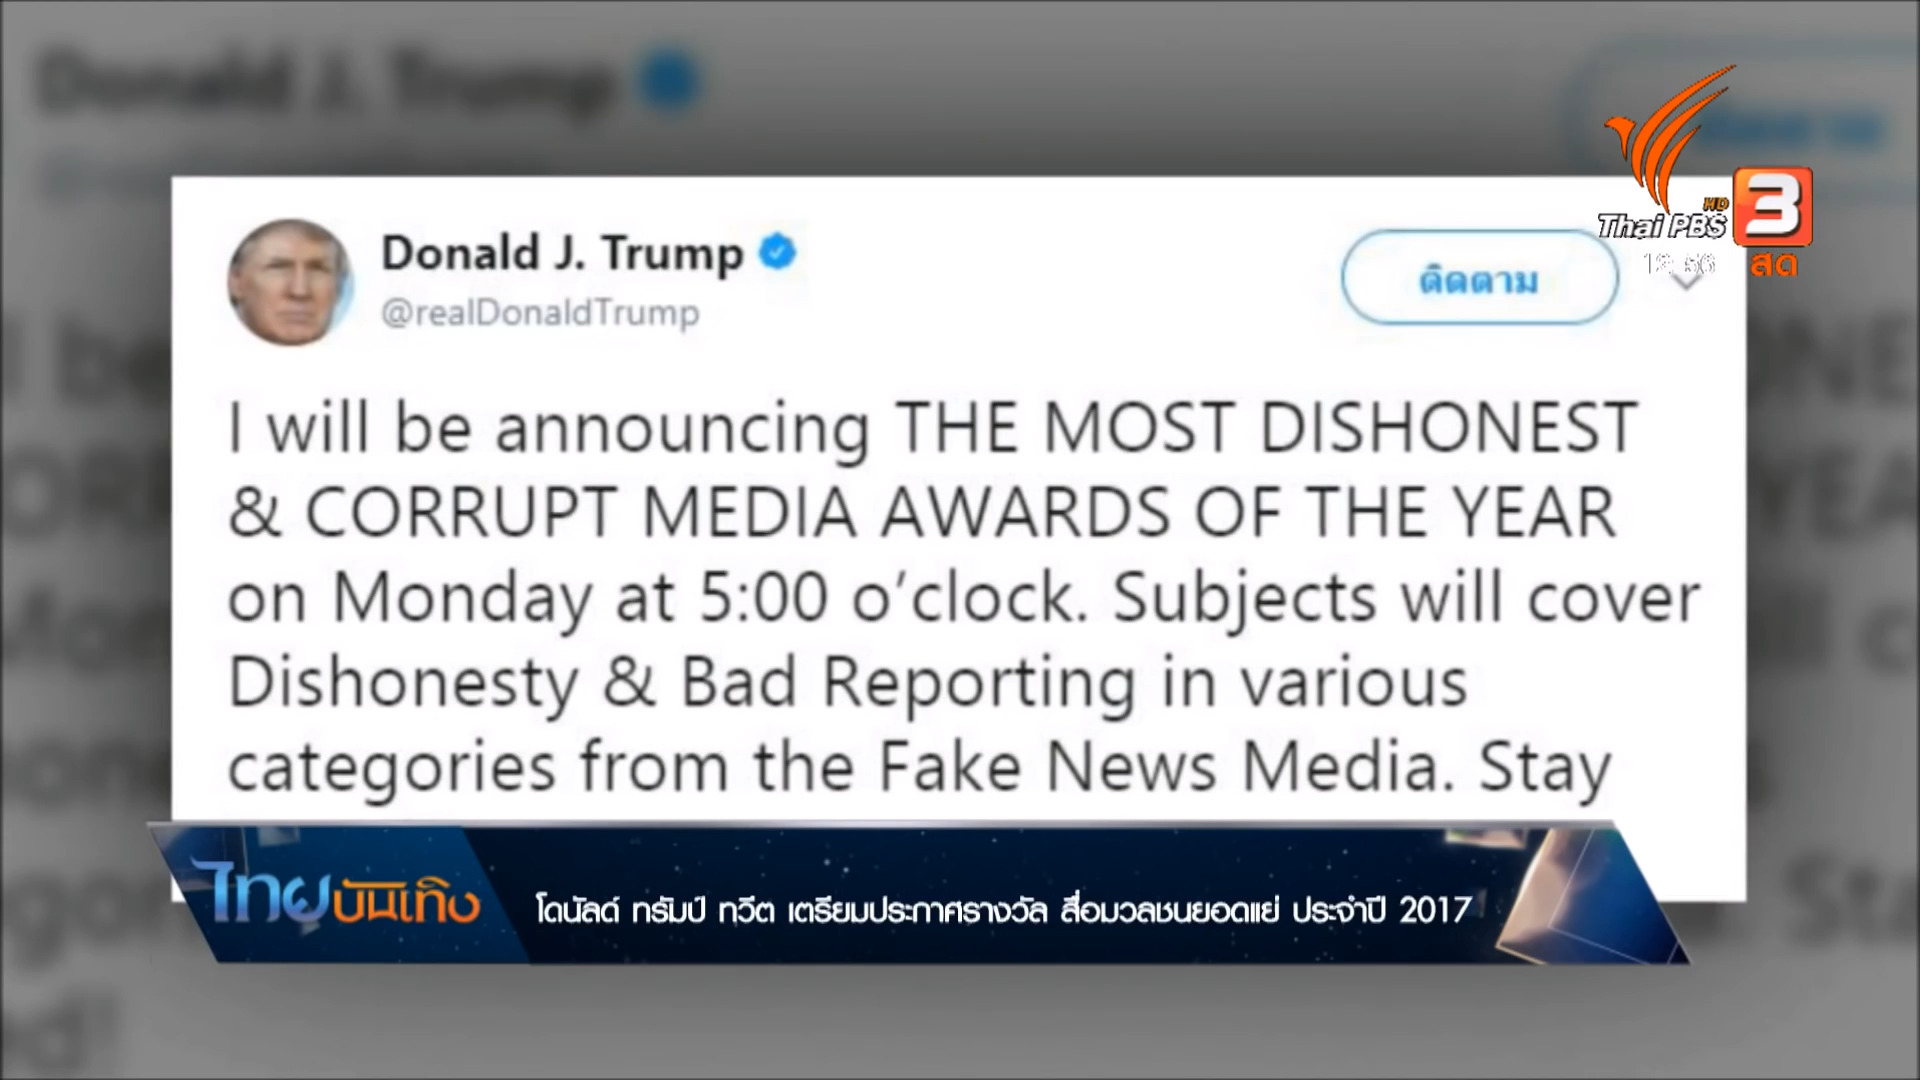 Donald J. Trump
@realDonaldTrump
ติดตาม
Thai PBS HD 3
สด
I will be announcing THE MOST DISHONEST
& CORRUPT MEDIA AWARDS OF THE YEAR
on Monday at 5:00 o’clock. Subjects will cover
Dishonesty & Bad Reporting in various
categories from the Fake News Media. Stay
ไทยบันเทิง
โดนัลด์ ทรัมป์ ทวีต เตรียมประกาศรางวัล สื่อมวลชนยอดแย่ ประจำปี 2017